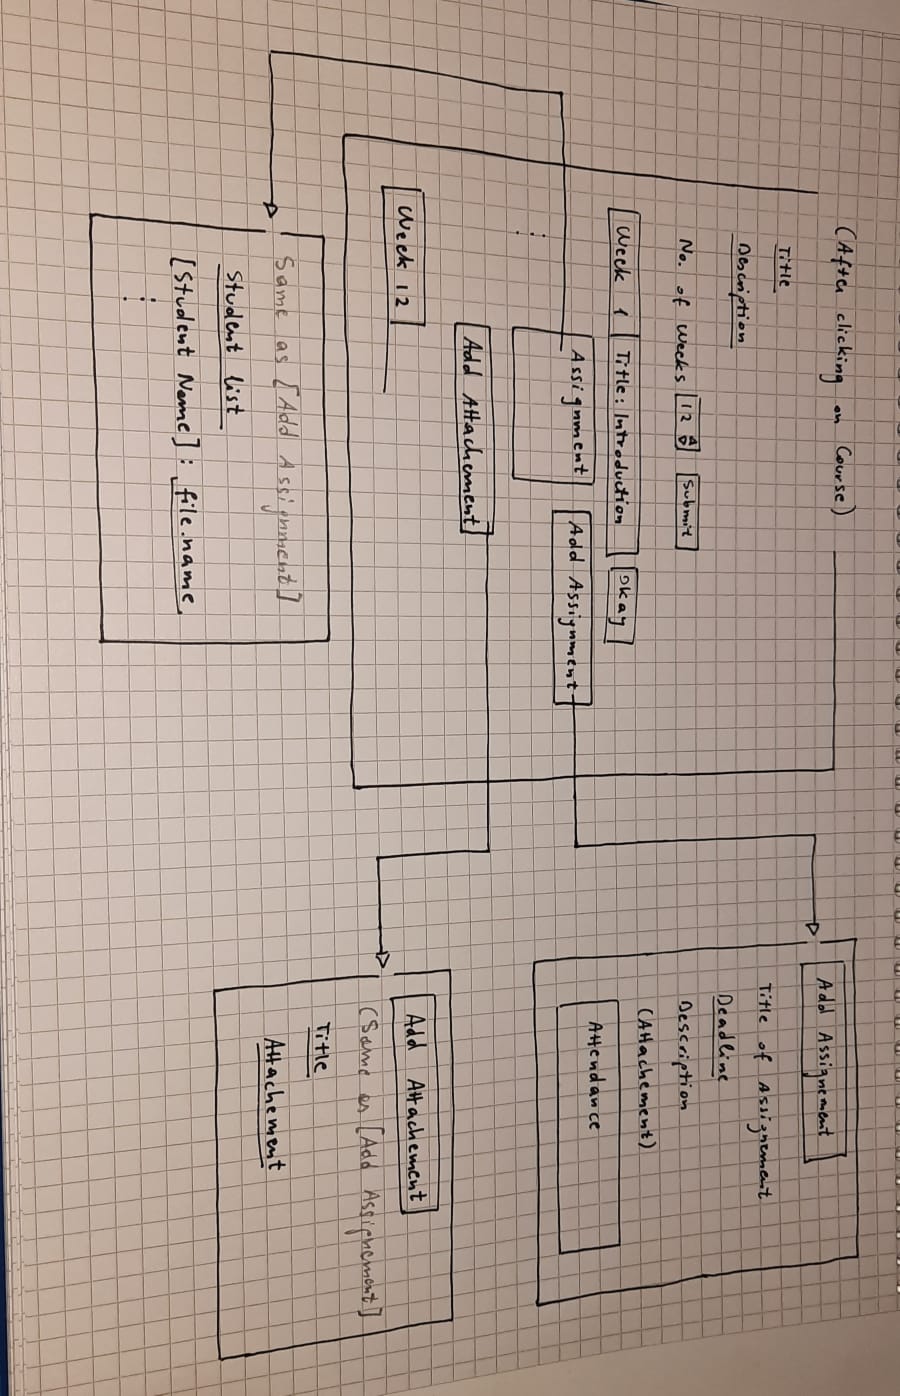 (After clicking on Course)
Title
Description
No. of weeks 12 Submit
Week 1 Title: Introduction Okay
Assignment Add Assignment
Add Attachement
Week 12
Add Assignement
Title of Assignement
Deadline
Description
(Attachement)
Attendance
Add Attachement
(Same as [Add Assignement]
Title
Attachement
Same as [Add Assignment]
Student list
[Student Name] : file.name